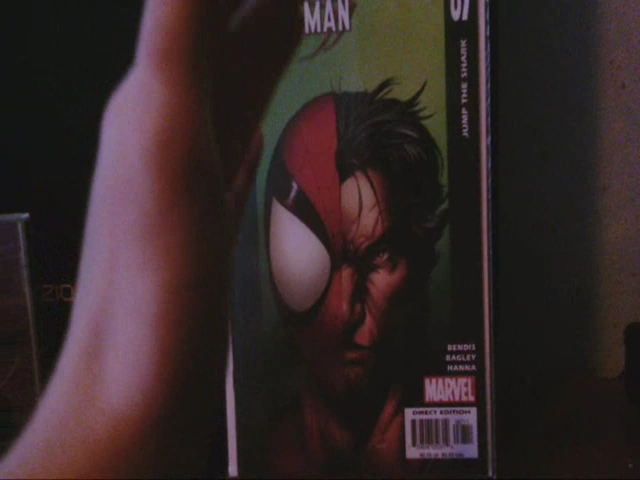 MAN
JUMP THE SHARK
BENDIS
BAGLEY
HANNA
MARVEL
DIRECT EDITION